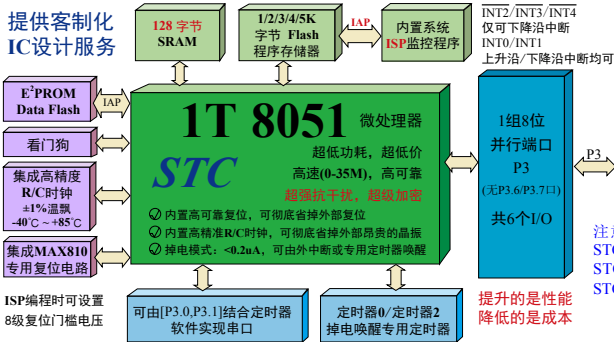 提供客制化
IC设计服务
128 字节
SRAM
1/2/3/4/5K
字节 Flash
程序存储器
IAP
内置系统
ISP监控程序
INT2/INT3/INT4
仅可下降沿中断
INT0/INT1
上升沿/下降沿中断均可
E²PROM
Data Flash
IAP
看门狗
集成高精度
R/C时钟
±1%温飘
-40℃~+85℃
集成MAX810
专用复位电路
ISP编程时可设置
8级复位门槛电压
1T 8051 微处理器
STC
超低功耗，超低价
高速(0-35M)，高可靠
超强抗干扰，超级加密
内置高可靠复位，可彻底省掉外部复位
内置高精准R/C时钟，可彻底省掉外部昂贵的晶振
掉电模式：<0.2uA，可由外中断或专用定时器唤醒
可由[P3.0,P3.1]结合定时器
软件实现串口
定时器0/定时器2
掉电唤醒专用定时器
1组8位
并行端口
P3
(无P3.6/P3.7口)
共6个I/O
P3
提升的是性能
降低的是成本
注意
STC
STC
STC